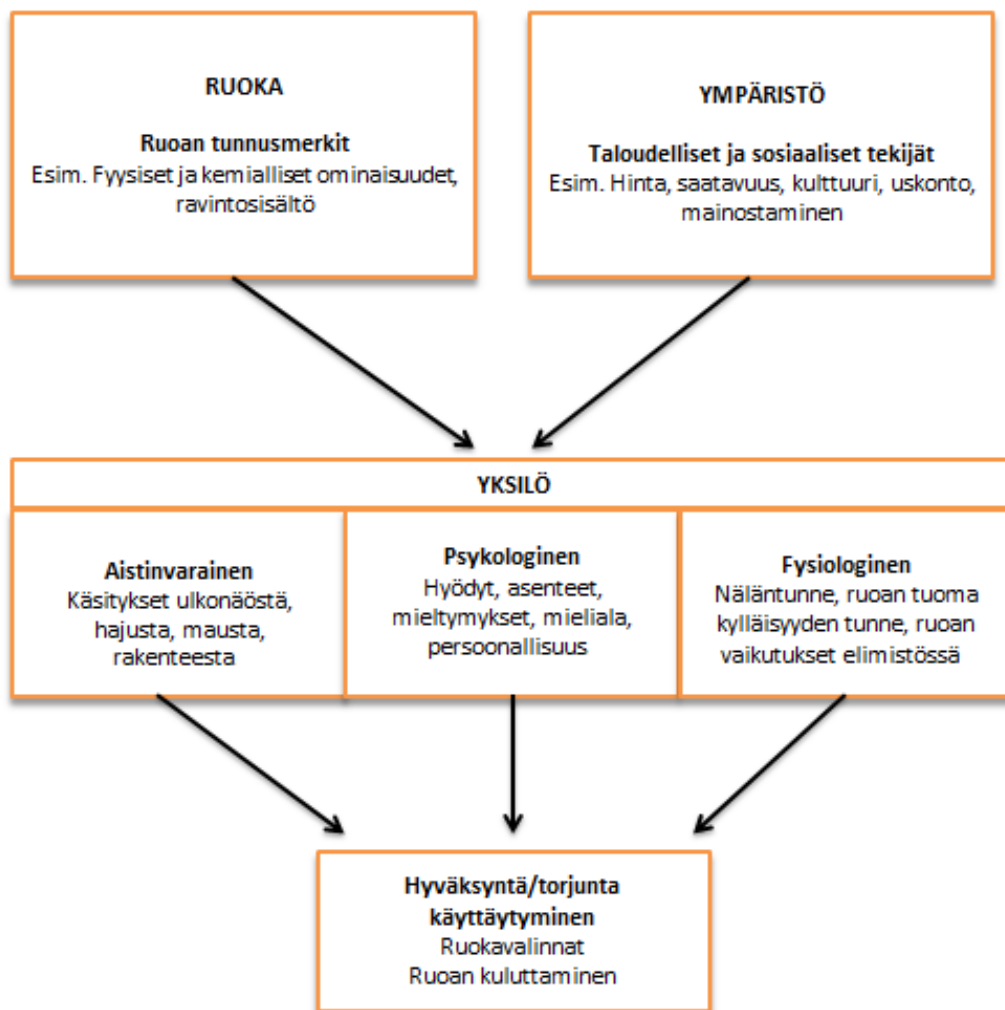 RUOKA
Ruoan tunnusmerkit
Esim. Fyysiset ja kemialliset ominaisuudet,
ravintosisältö
YMPÄRISTÖ
Taloudelliset ja sosiaaliset tekijät
Esim. Hinta, saatavuus, kulttuuri, uskonto,
mainostaminen
YKSILÖ
Aistinvarainen
Käsitykset ulkonäöstä,
hajusta, mausta,
rakenteesta
Psykologinen
Hyödyt, asenteet,
mieltymykset, mieliala,
persoonallisuus
Fysiologinen
Näläntunne, ruoan tuoma
kylläisyyden tunne, ruoan
vaikutukset elimistössä
Hyväksyntä/torjunta
käyttäytyminen
Ruokavalinnat
Ruoan kuluttaminen